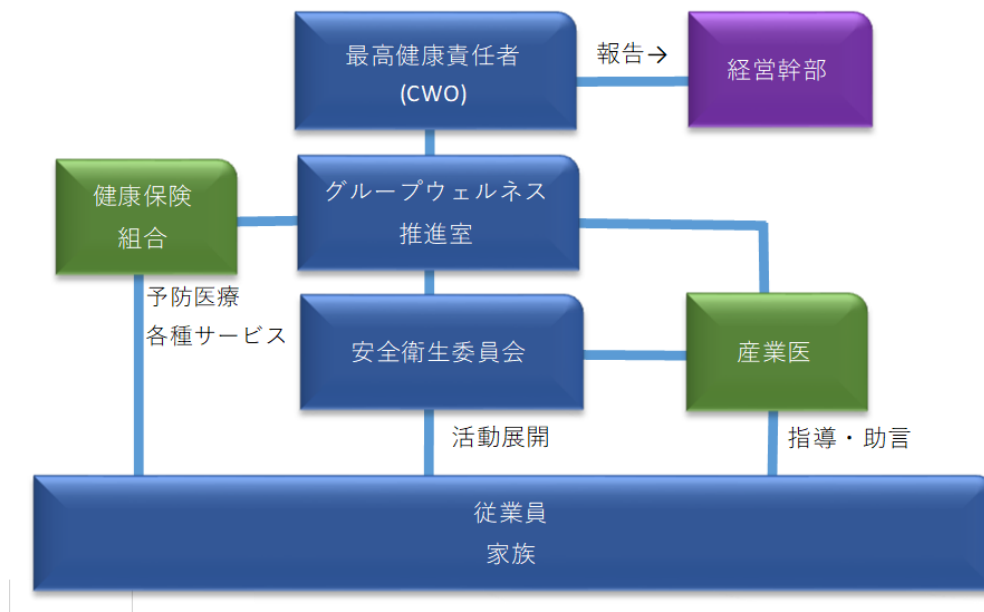 最高健康責任者
(CWO)
報告→
経営幹部
健康保険
組合
グループウェルネス
推進室
予防医療
各種サービス
安全衛生委員会
産業医
活動展開
指導・助言
従業員
家族